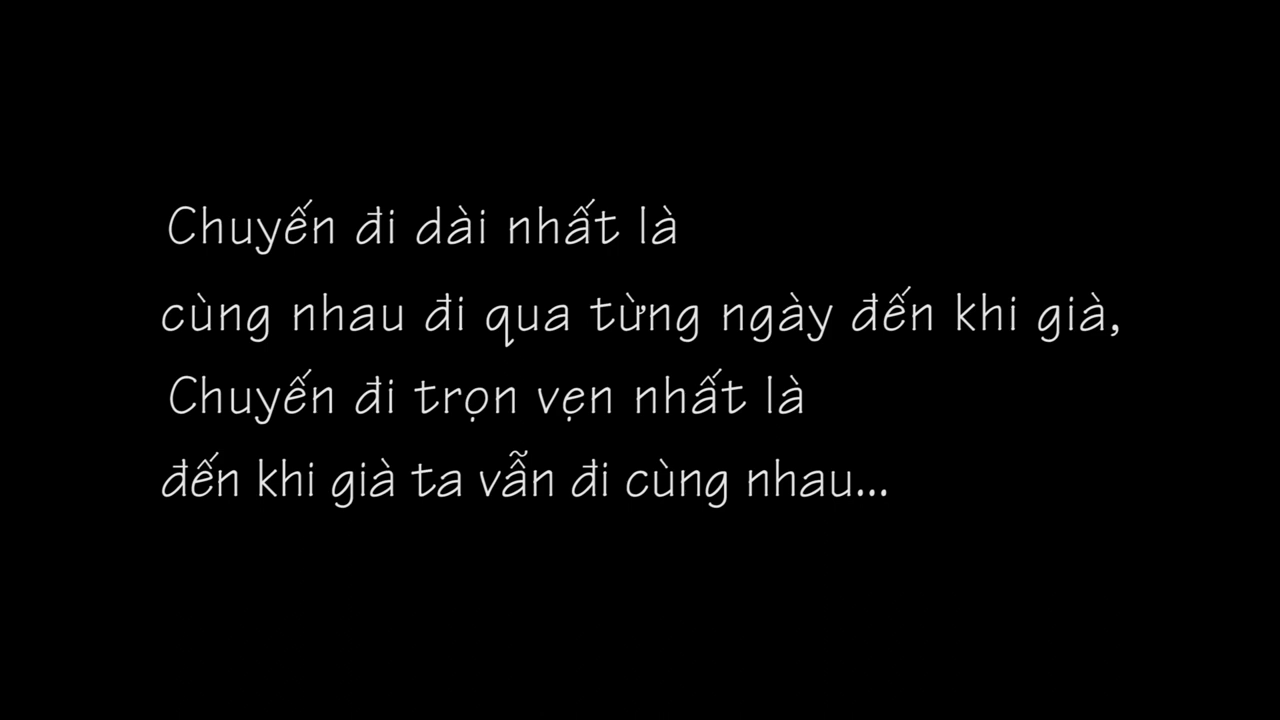 Chuyến đi dài nhất là
cùng nhau đi qua từng ngày đến khi già,
Chuyến đi trọn vẹn nhất là
đến khi già ta vẫn đi cùng nhau...